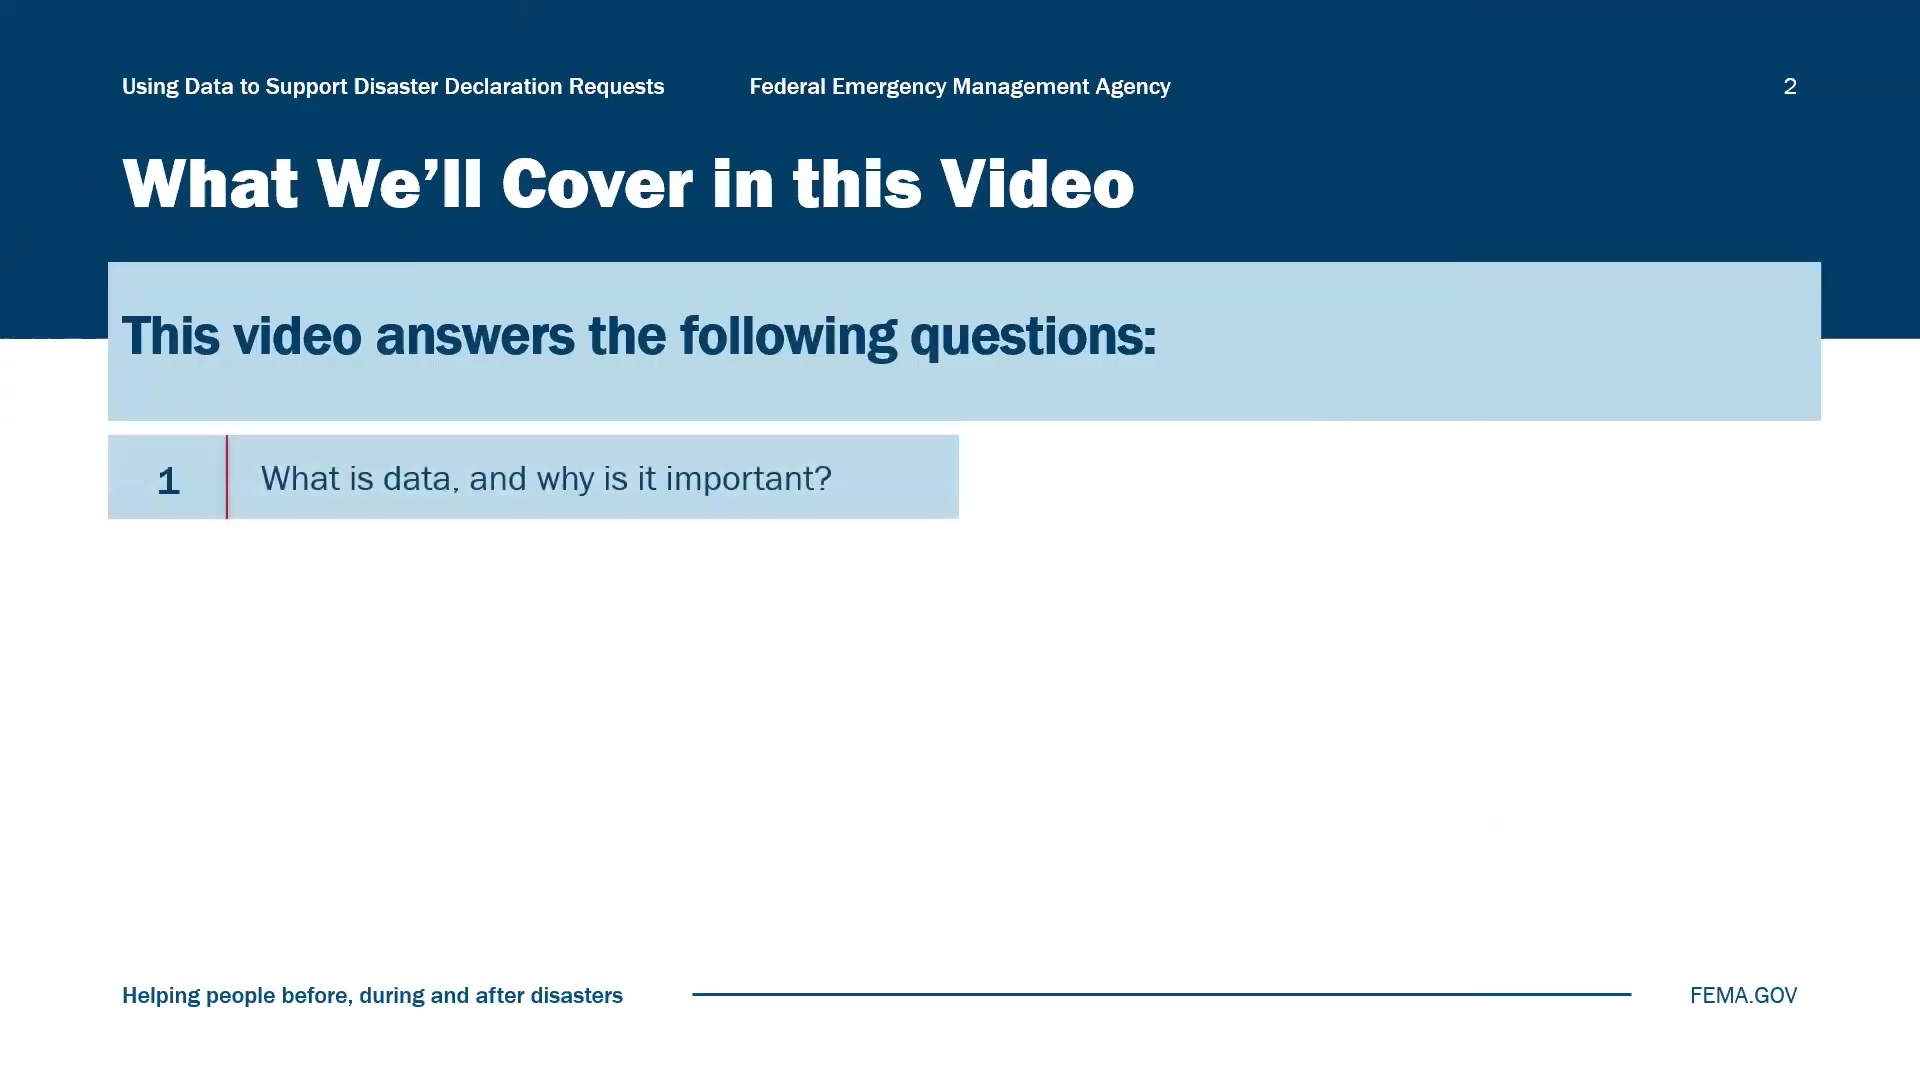 Using Data to Support Disaster Declaration Requests
Federal Emergency Management Agency
2
What We’ll Cover in this Video
This video answers the following questions:
1
What is data, and why is it important?
Helping people before, during and after disasters
FEMA.GOV